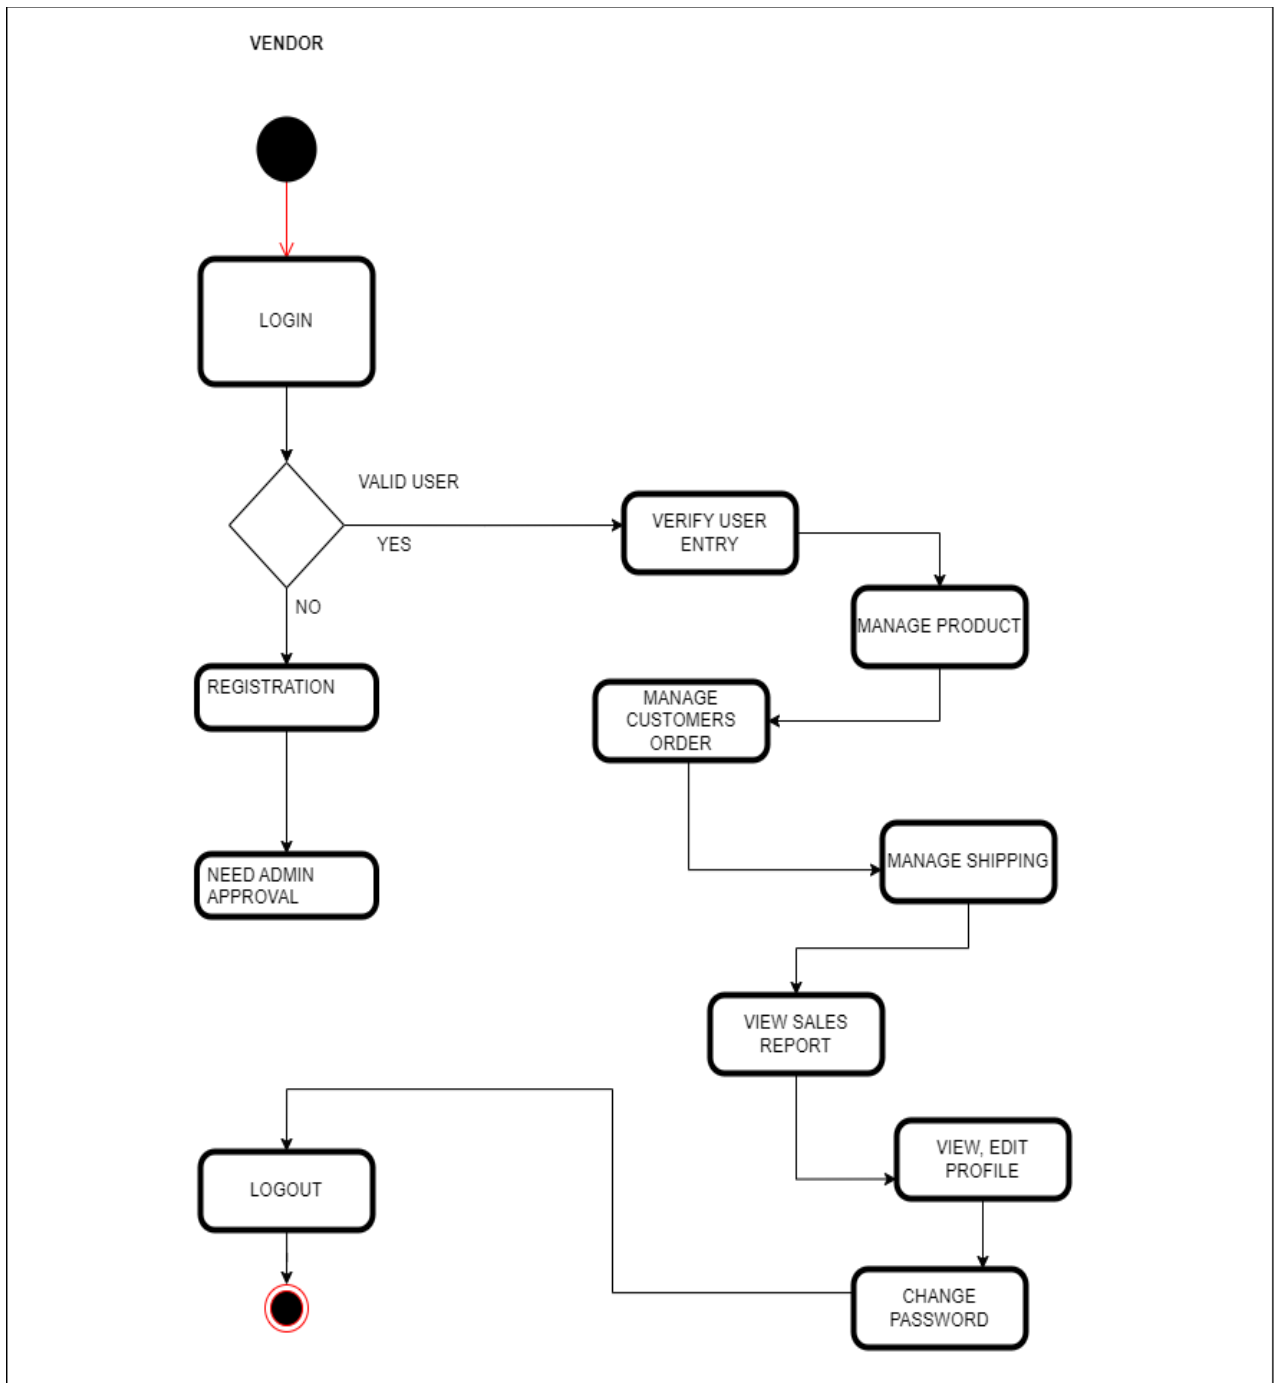 VENDOR
LOGIN
VALID USER
YES
NO
VERIFY USER
ENTRY
MANAGE PRODUCT
REGISTRATION
MANAGE
CUSTOMERS
ORDER
NEED ADMIN
APPROVAL
MANAGE SHIPPING
VIEW SALES
REPORT
VIEW, EDIT
PROFILE
LOGOUT
CHANGE
PASSWORD